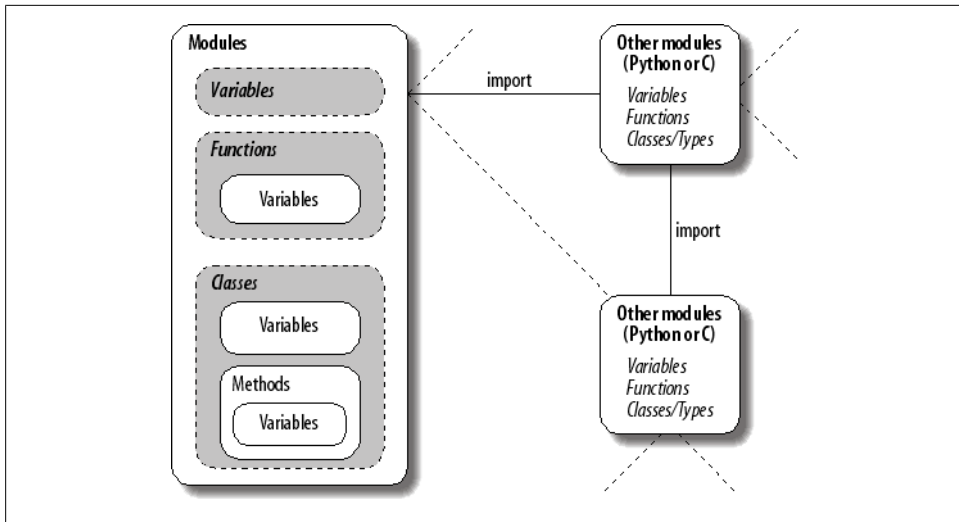 Modules
Variables
Functions
Variables
Classes
Variables
Methods
Variables
import
Other modules
(Python or C)
Variables
Functions
Classes/Types
import
Other modules
(Python or C)
Variables
Functions
Classes/Types